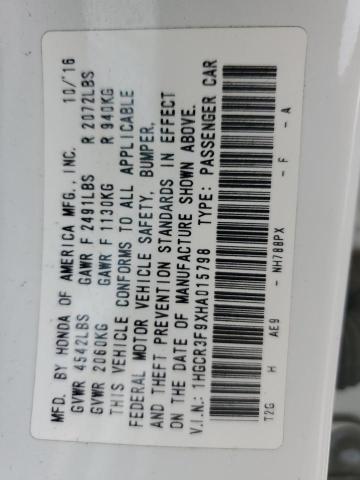 MFD. BY HONDA OF AMERICA MFG., INC. 10/'16
GVWR 4542LBS GAWR F 2491LBS R 2072LBS
GVWR 2060KG GAWR F 1130KG R 940KG
THIS VEHICLE CONFORMS TO ALL APPLICABLE
FEDERAL MOTOR VEHICLE SAFETY, BUMPER,
AND THEFT PREVENTION STANDARDS IN EFFECT
ON THE DATE OF MANUFACTURE SHOWN ABOVE.
V.I.N.: 1HGCR3F9XHA015798 TYPE: PASSENGER CAR
T2G H AE9 - NH788PX - F - A